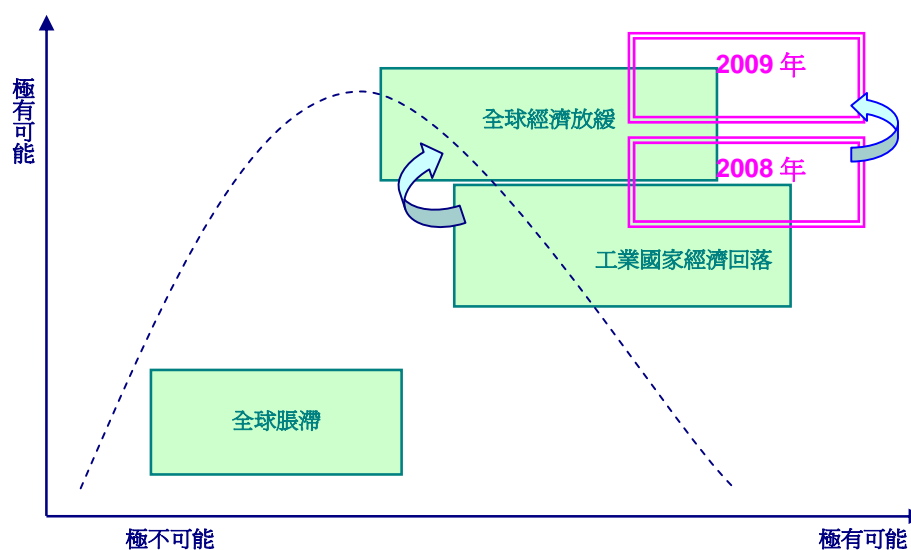 極有可能
2009 年
全球經濟放緩
2008 年
工業國家經濟回落
全球脹滯
極不可能
極有可能